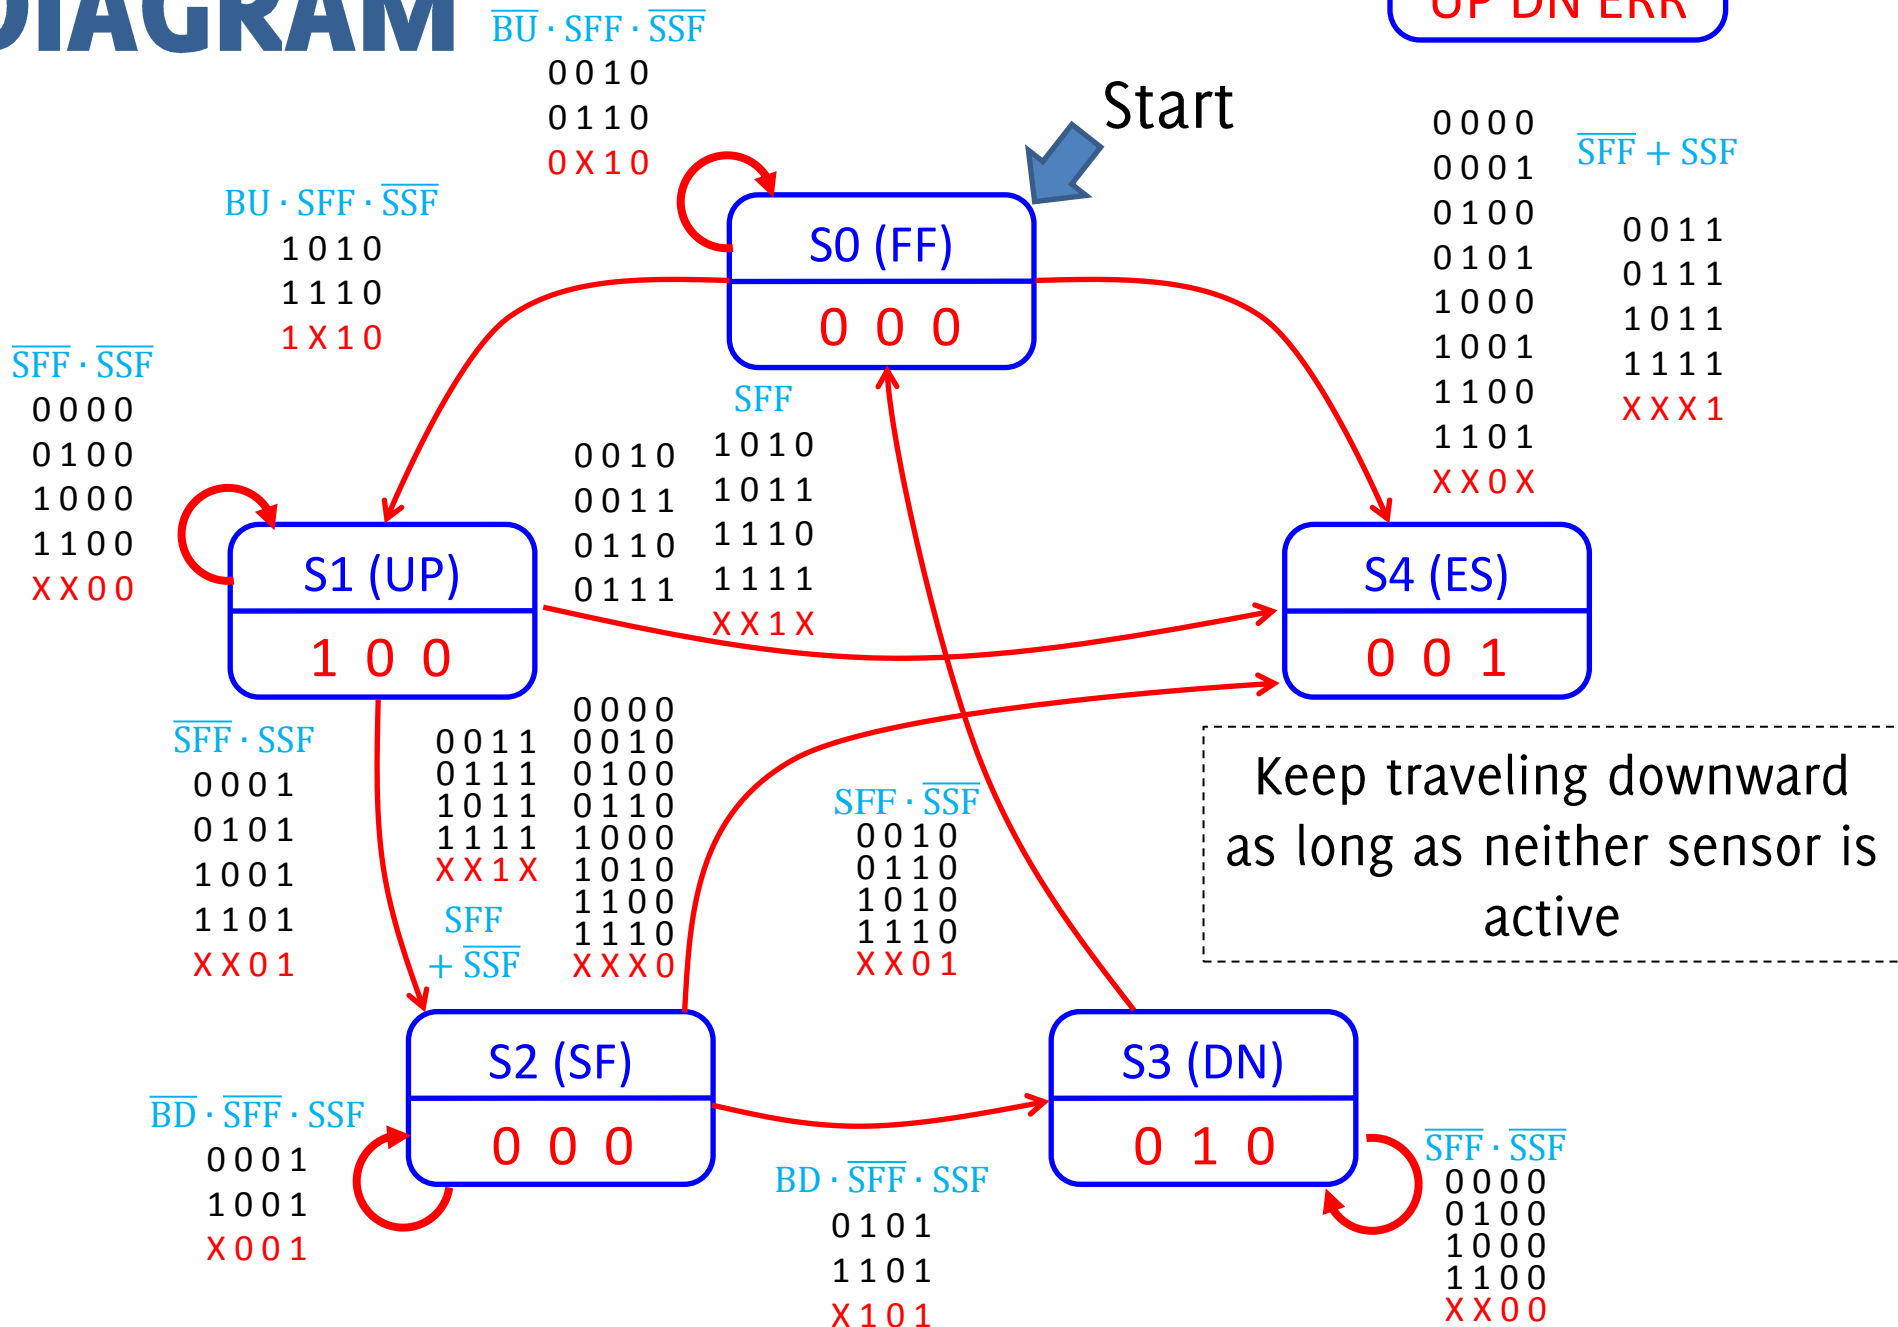 DIAGRAM
UP DN ERR
B̅U̅ · SFF · S̅S̅F̅
0 0 1 0
0 1 1 0
0 X 1 0
Start
BU · SFF · S̅S̅F̅
1 0 1 0
1 1 1 0
1 X 1 0
S0 (FF)
0 0 0
0 0 0 0
0 0 0 1
0 1 0 0
0 1 0 1
1 0 0 0
1 0 0 1
1 1 0 0
1 1 0 1
X X 0 X
S̅F̅F̅ + SSF
0 0 1 1
0 1 1 1
1 0 1 1
1 1 1 1
X X X 1
S̅F̅F̅ · S̅S̅F̅
0 0 0 0
0 1 0 0
1 0 0 0
1 1 0 0
X X 0 0
S1 (UP)
1 0 0
0 0 1 0
0 0 1 1
0 1 1 0
0 1 1 1
SFF
1 0 1 0
1 0 1 1
1 1 1 0
1 1 1 1
X X 1 X
S4 (ES)
0 0 1
S̅F̅F̅ · SSF
0 0 0 1
0 1 0 1
1 0 0 1
1 1 0 1
X X 0 1
0 0 1 1
0 1 1 1
1 0 1 1
1 1 1 1
X X 1 X
SFF
+ S̅S̅F̅
0 0 0 0
0 0 1 0
0 1 0 0
0 1 1 0
1 0 0 0
1 0 1 0
1 1 0 0
1 1 1 0
X X X 0
SFF · S̅S̅F̅
0 0 1 0
0 1 1 0
1 0 1 0
1 1 1 0
X X 0 1
Keep traveling downward
as long as neither sensor is
active
S2 (SF)
0 0 0
S3 (DN)
0 1 0
B̅D̅ · S̅F̅F̅ · SSF
0 0 0 1
1 0 0 1
X 0 0 1
BD · S̅F̅F̅ · SSF
0 1 0 1
1 1 0 1
X 1 0 1
S̅F̅F̅ · S̅S̅F̅
0 0 0 0
0 1 0 0
1 0 0 0
1 1 0 0
X X 0 0